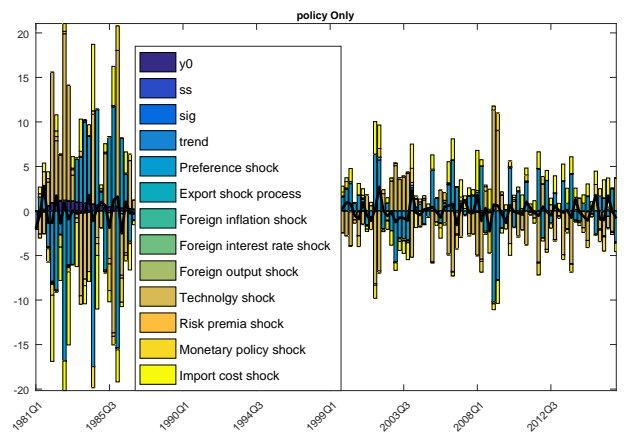 policy Only
20
15
10
5
0
-5
-10
-15
-20
y0
ss
sig
trend
Preference shock
Export shock process
Foreign inflation shock
Foreign interest rate shock
Foreign output shock
Technolgy shock
Risk premia shock
Monetary policy shock
Import cost shock
1981Q1
1985Q3
1990Q1
1994Q3
1999Q1
2003Q3
2008Q1
2012Q3